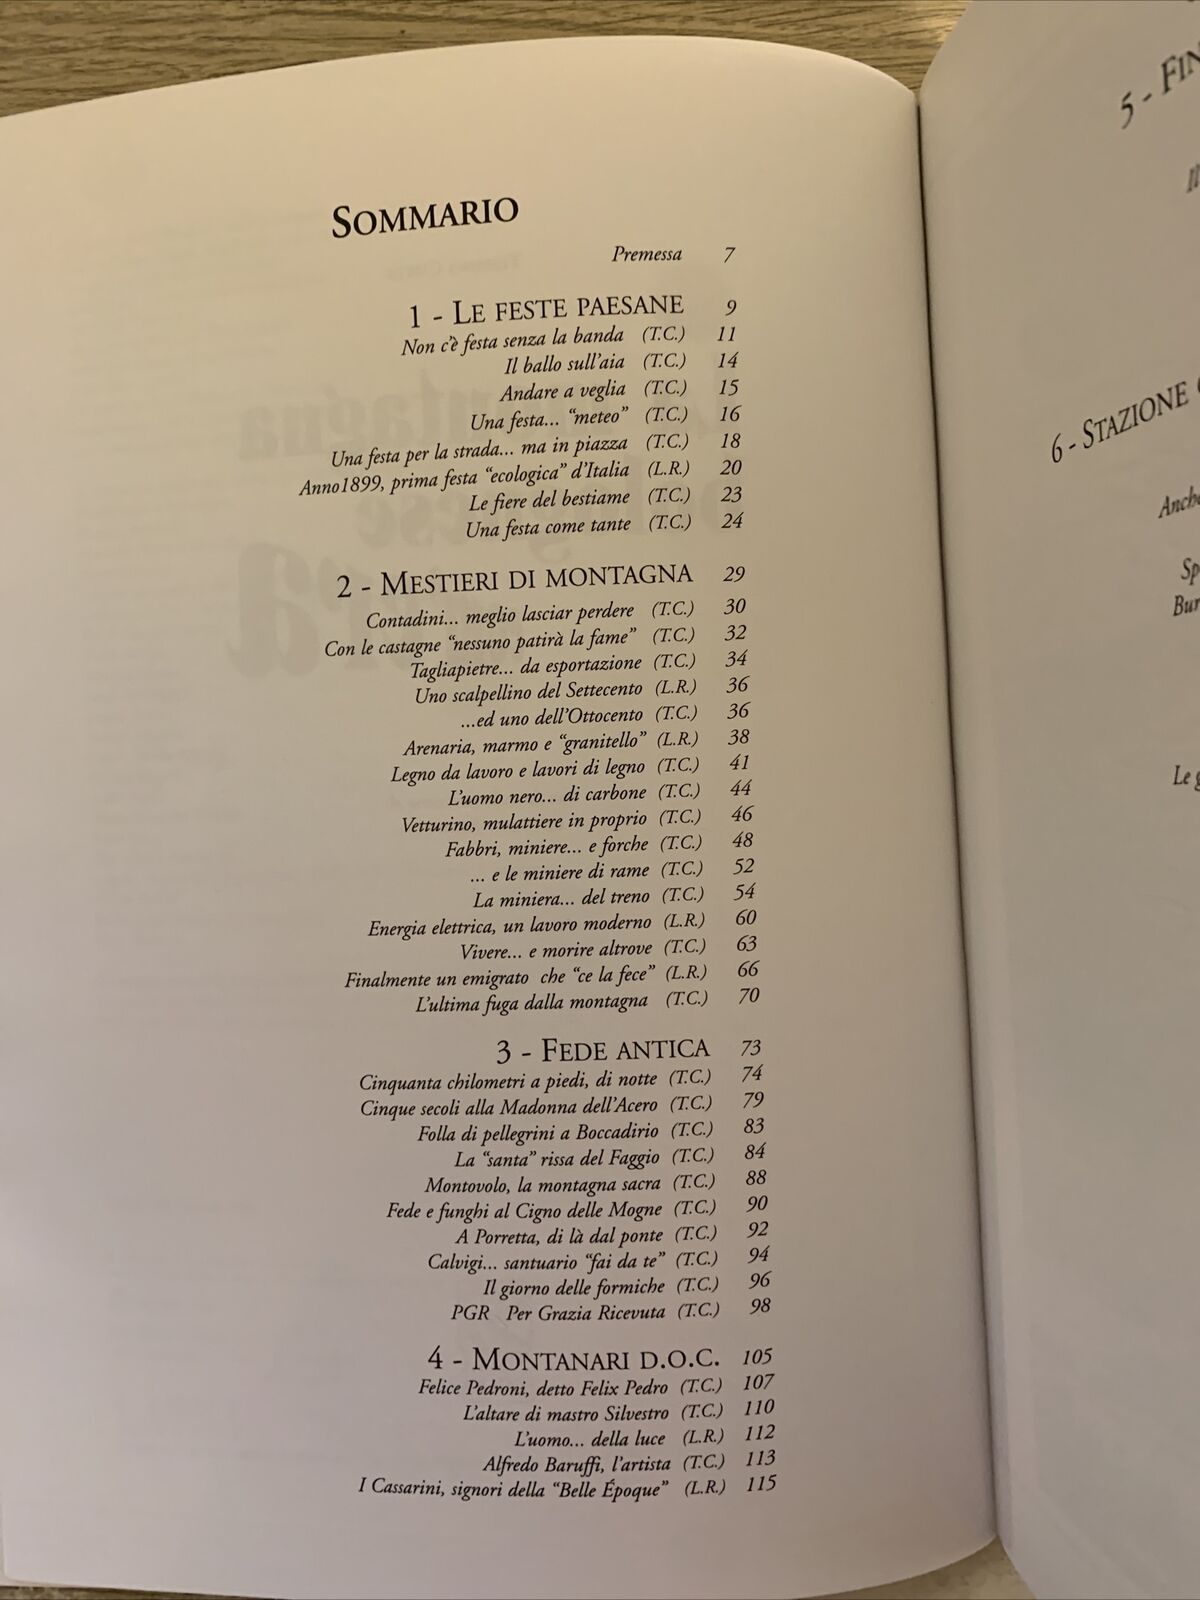 SOMMARIO
Premessa 7
1 - LE FESTE PAESANE 9
Non c'è festa senza la banda (T.C.) 11
Il ballo sull'aia (T.C.) 14
Andare a veglia (T.C.) 15
Una festa... “meteo” (T.C.) 16
Una festa per la strada... ma in piazza (T.C.) 18
Anno1899, prima festa “ecologica” d'Italia (L.R.) 20
Le fiere del bestiame (T.C.) 23
Una festa come tante (T.C.) 24
2 - MESTIERI DI MONTAGNA 29
Contadini... meglio lasciar perdere (T.C.) 30
Con le castagne “nessuno patirà la fame” (T.C.) 32
Tagliapietre... da esportazione (T.C.) 34
Uno scalpellino del Settecento (L.R.) 36
...ed uno dell'Ottocento (T.C.) 36
Arenaria, marmo e “granitello” (L.R.) 38
Legno da lavoro e lavori di legno (T.C.) 41
L'uomo nero... di carbone (T.C.) 44
Vetturino, mulattiere in proprio (T.C.) 46
Fabbri, miniere... e forche (T.C.) 48
... e le miniere di rame (T.C.) 52
La miniera... del treno (T.C.) 54
Energia elettrica, un lavoro moderno (L.R.) 60
Vivere... e morire altrove (T.C.) 63
Finalmente un emigrato che “ce la fece” (L.R.) 66
L'ultima fuga dalla montagna (T.C.) 70
3 - FEDE ANTICA 73
Cinquanta chilometri a piedi, di notte (T.C.) 74
Cinque secoli alla Madonna dell'Acero (T.C.) 79
Folla di pellegrini a Boccadirio (T.C.) 83
La “santa” rissa del Faggio (T.C.) 84
Montovolo, la montagna sacra (T.C.) 88
Fede e funghi al Cigno delle Mogne (T.C.) 90
A Porretta, di là dal ponte (T.C.) 92
Calvigi... santuario “fai da te” (T.C.) 94
Il giorno delle formiche (T.C.) 96
PGR Per Grazia Ricevuta (T.C.) 98
4 - MONTANARI D.O.C. 105
Felice Pedroni, detto Felix Pedro (T.C.) 107
L'altare di mastro Silvestro (T.C.) 110
L'uomo... della luce (L.R.) 112
Alfredo Baruffi, l'artista (T.C.) 113
I Cassarini, signori della “Belle Époque” (L.R.) 115
5 - FIN
Il
6 - STAZIONE
Anche
Sp
Bur
Le g